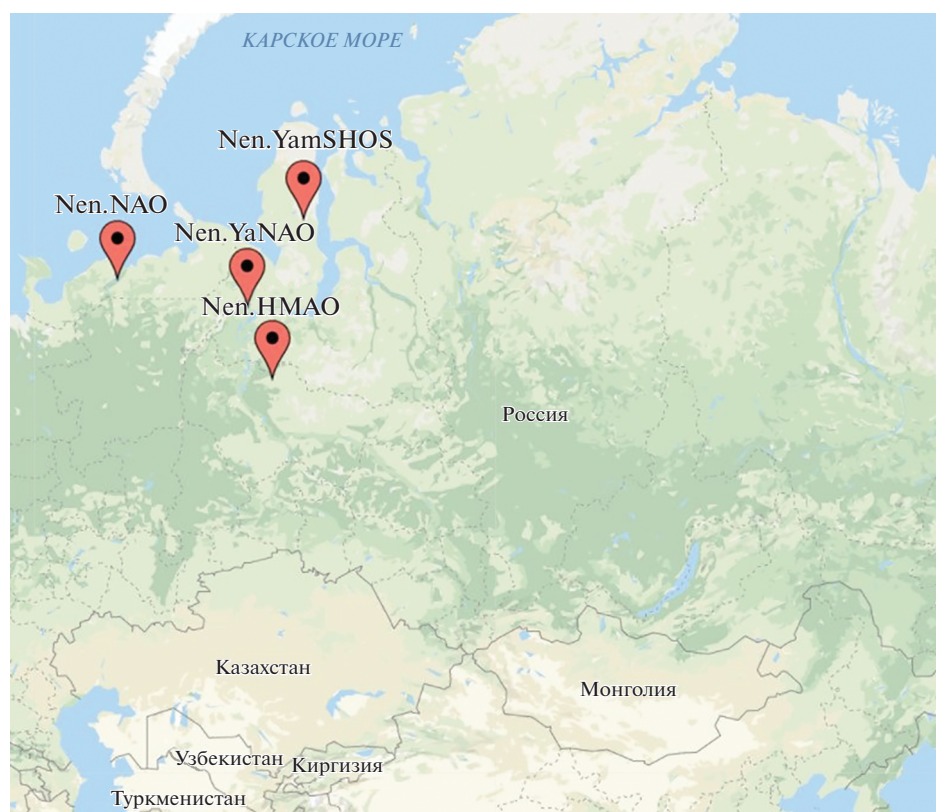 КАРСКОЕ МОРЕ
Nen.YamSHOS
Nen.NAO
Nen.YaNAO
Nen.HMAO
Россия
Казахстан
Монголия
Узбекистан
Киргизия
Туркменистан